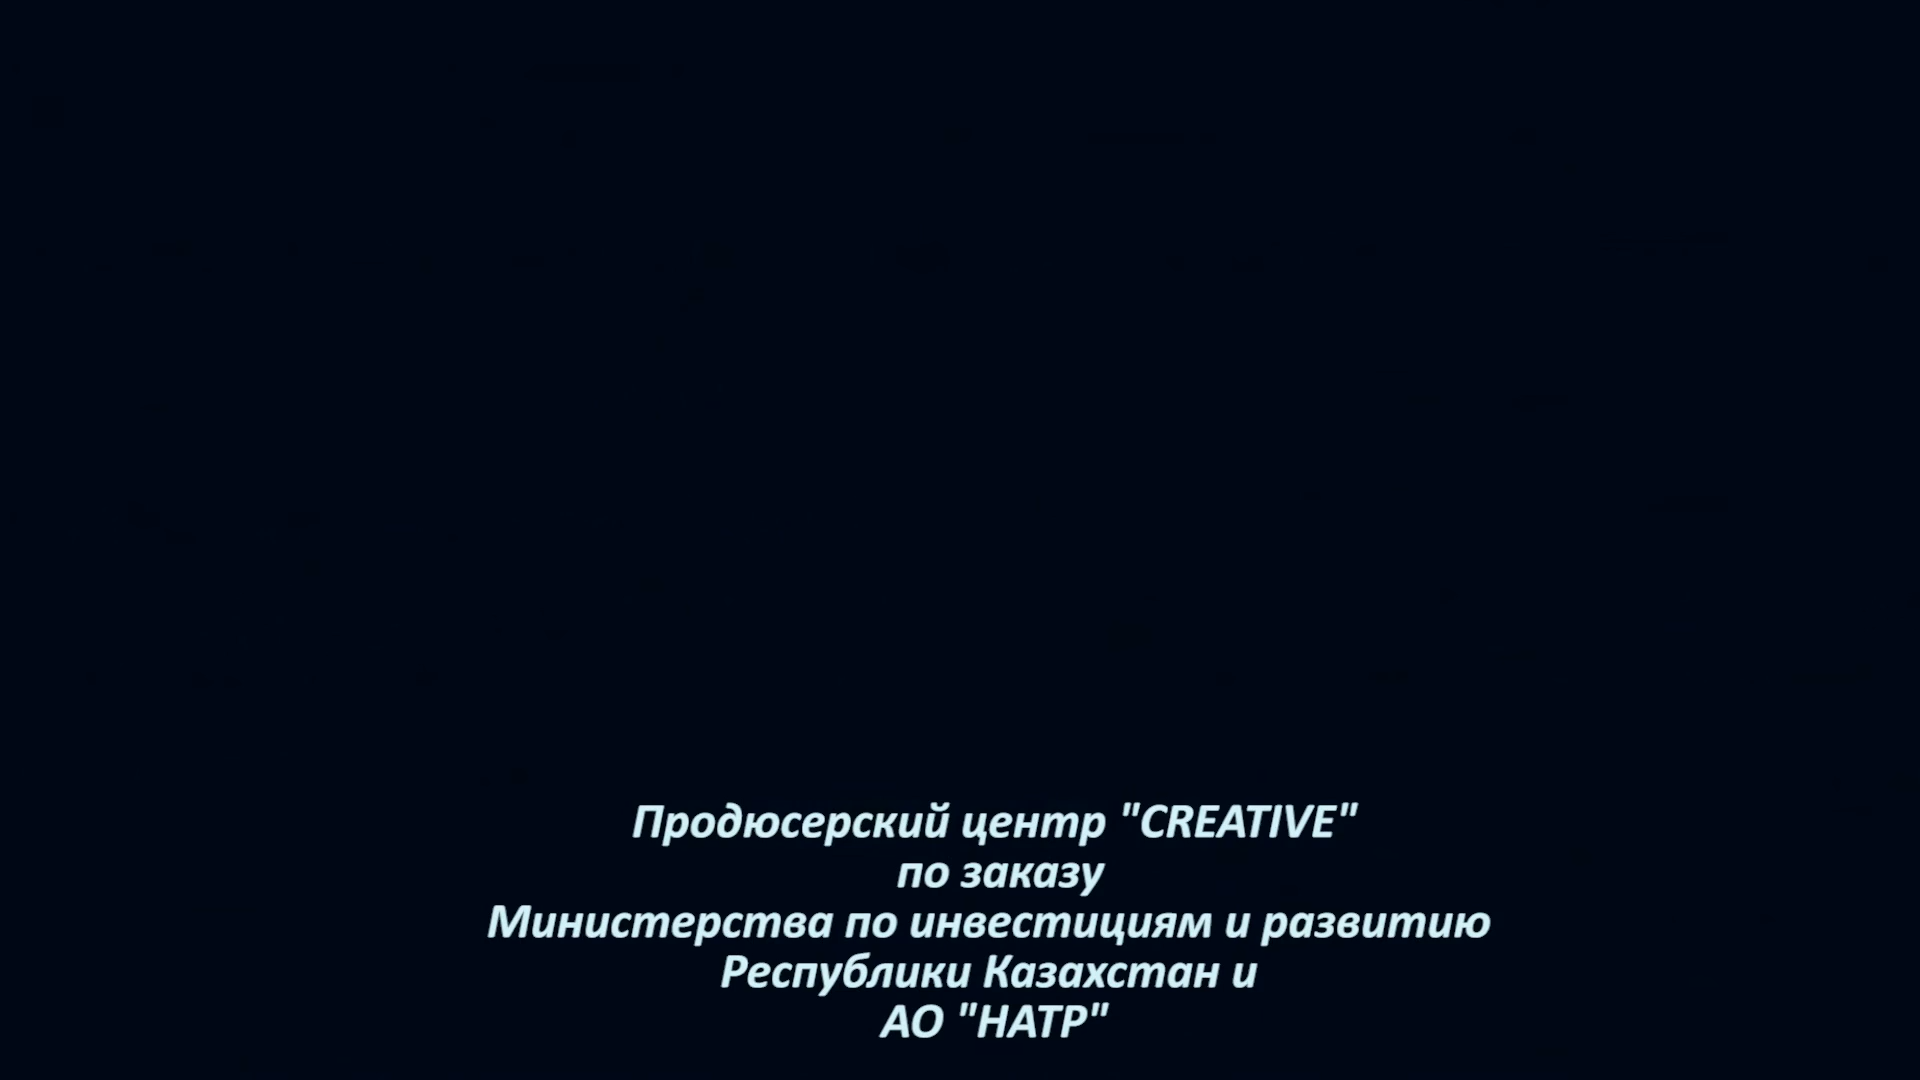 Продюсерский центр "CREATIVE"
по заказу
Министерства по инвестициям и развитию
Республики Казахстан и
АО "НАТР"